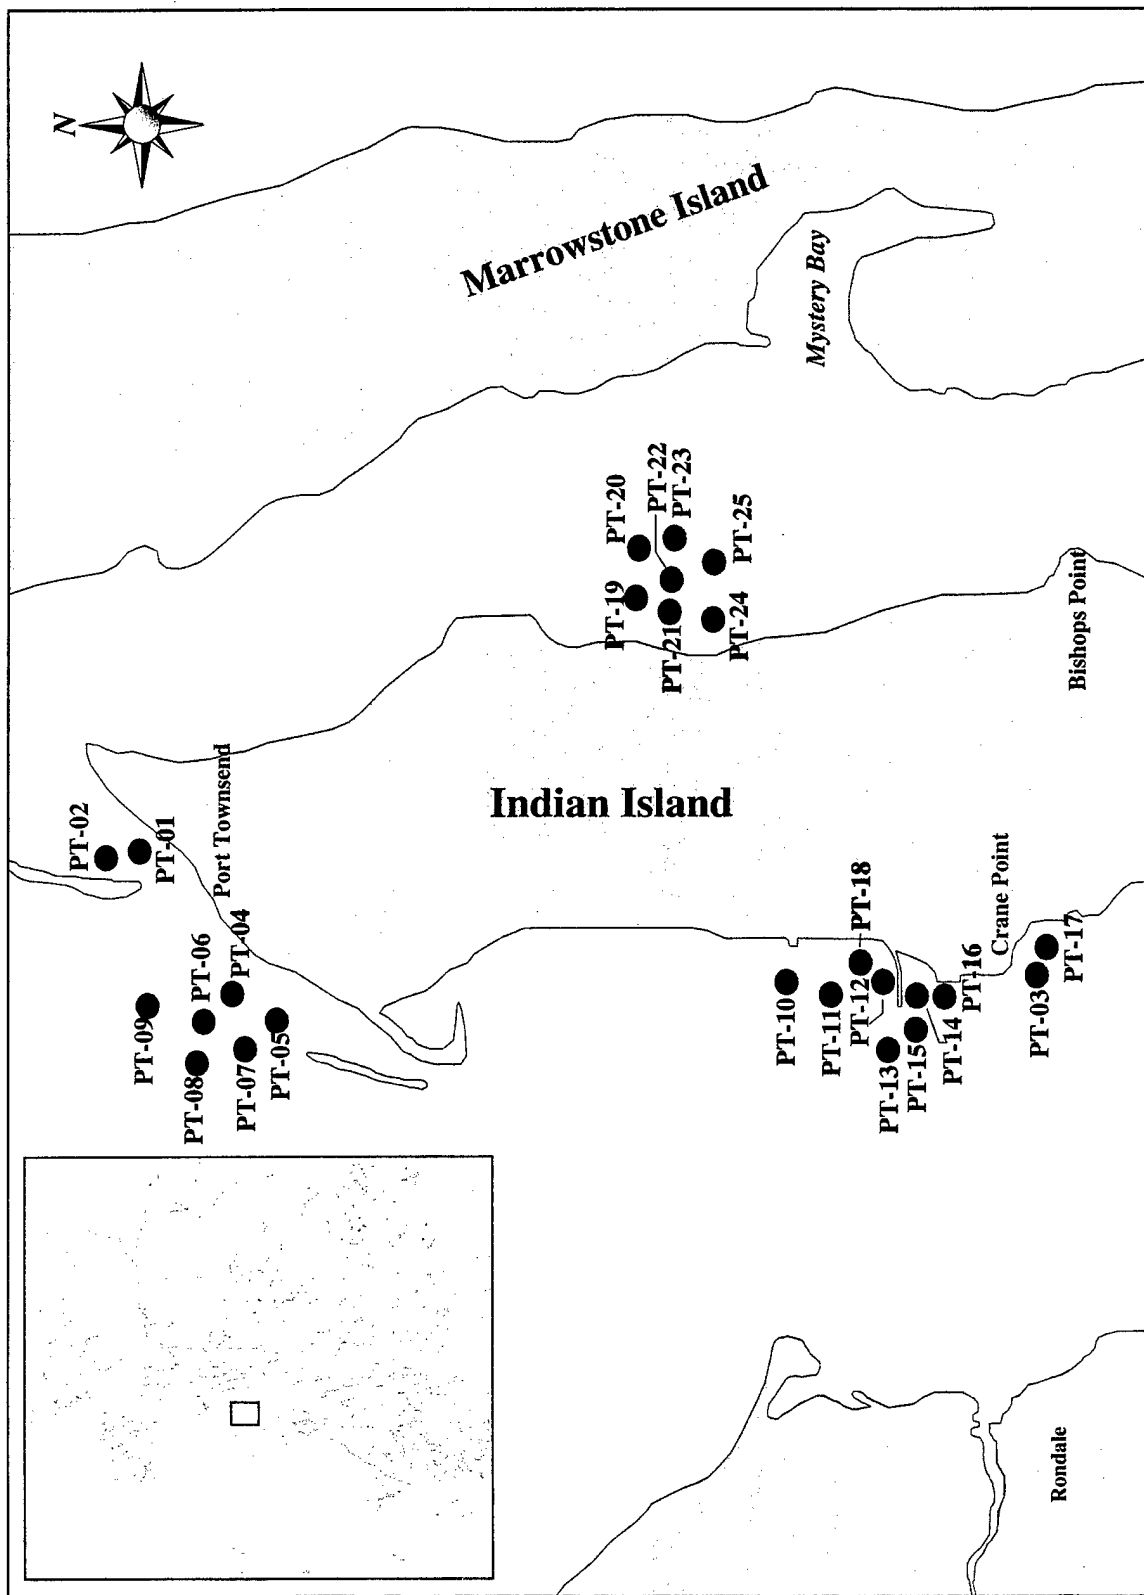 N
Marrowstone Island
Mystery Bay
PT-20
PT-22
PT-23
PT-19
PT-25
PT-21
PT-24
Bishops Point
Indian Island
PT-02
PT-01
Port Townsend
PT-06
PT-04
PT-09
PT-08
PT-07
PT-05
PT-18
PT-10
PT-11
PT-12
PT-13
PT-15
PT-14
PT-16
Crane Point
PT-03
PT-17
Rondale